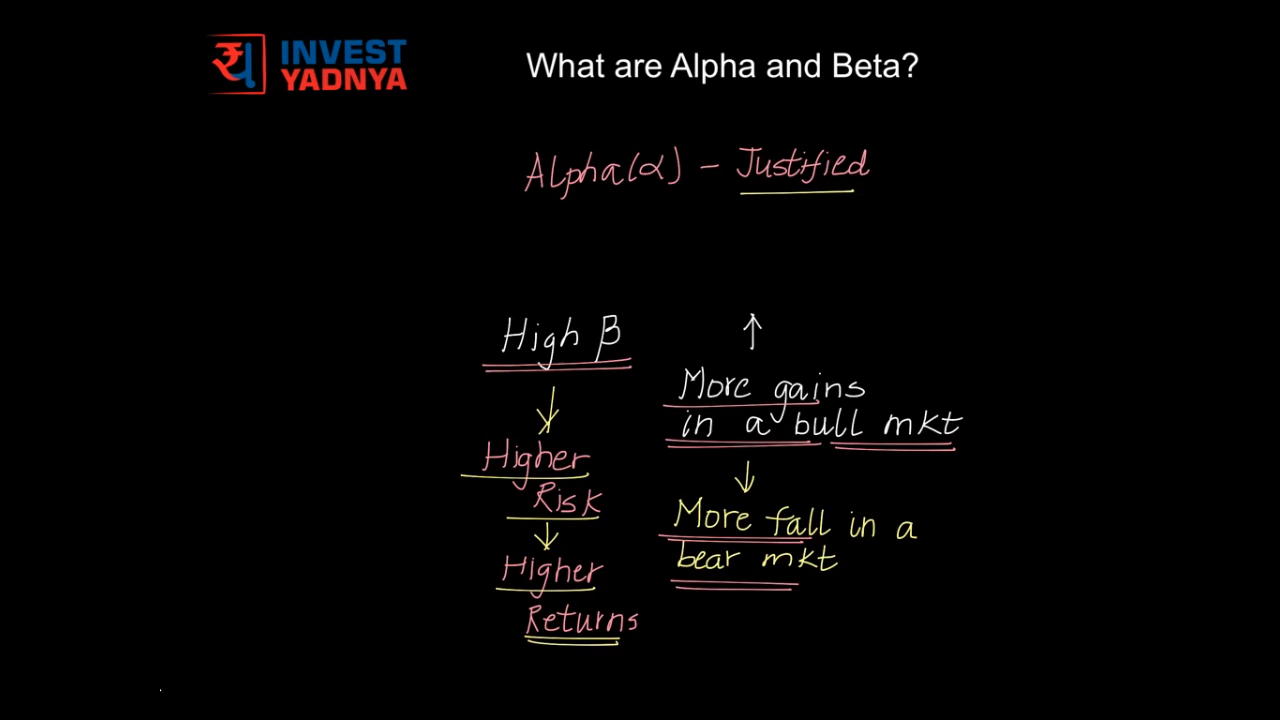 INVEST
YADNYA
What are Alpha and Beta?
Alpha(α) - Justified
High β
↓
Higher
Risk
↓
Higher
Returns
↑
More gains
in a bull mkt
↓
More fall in a
bear mkt